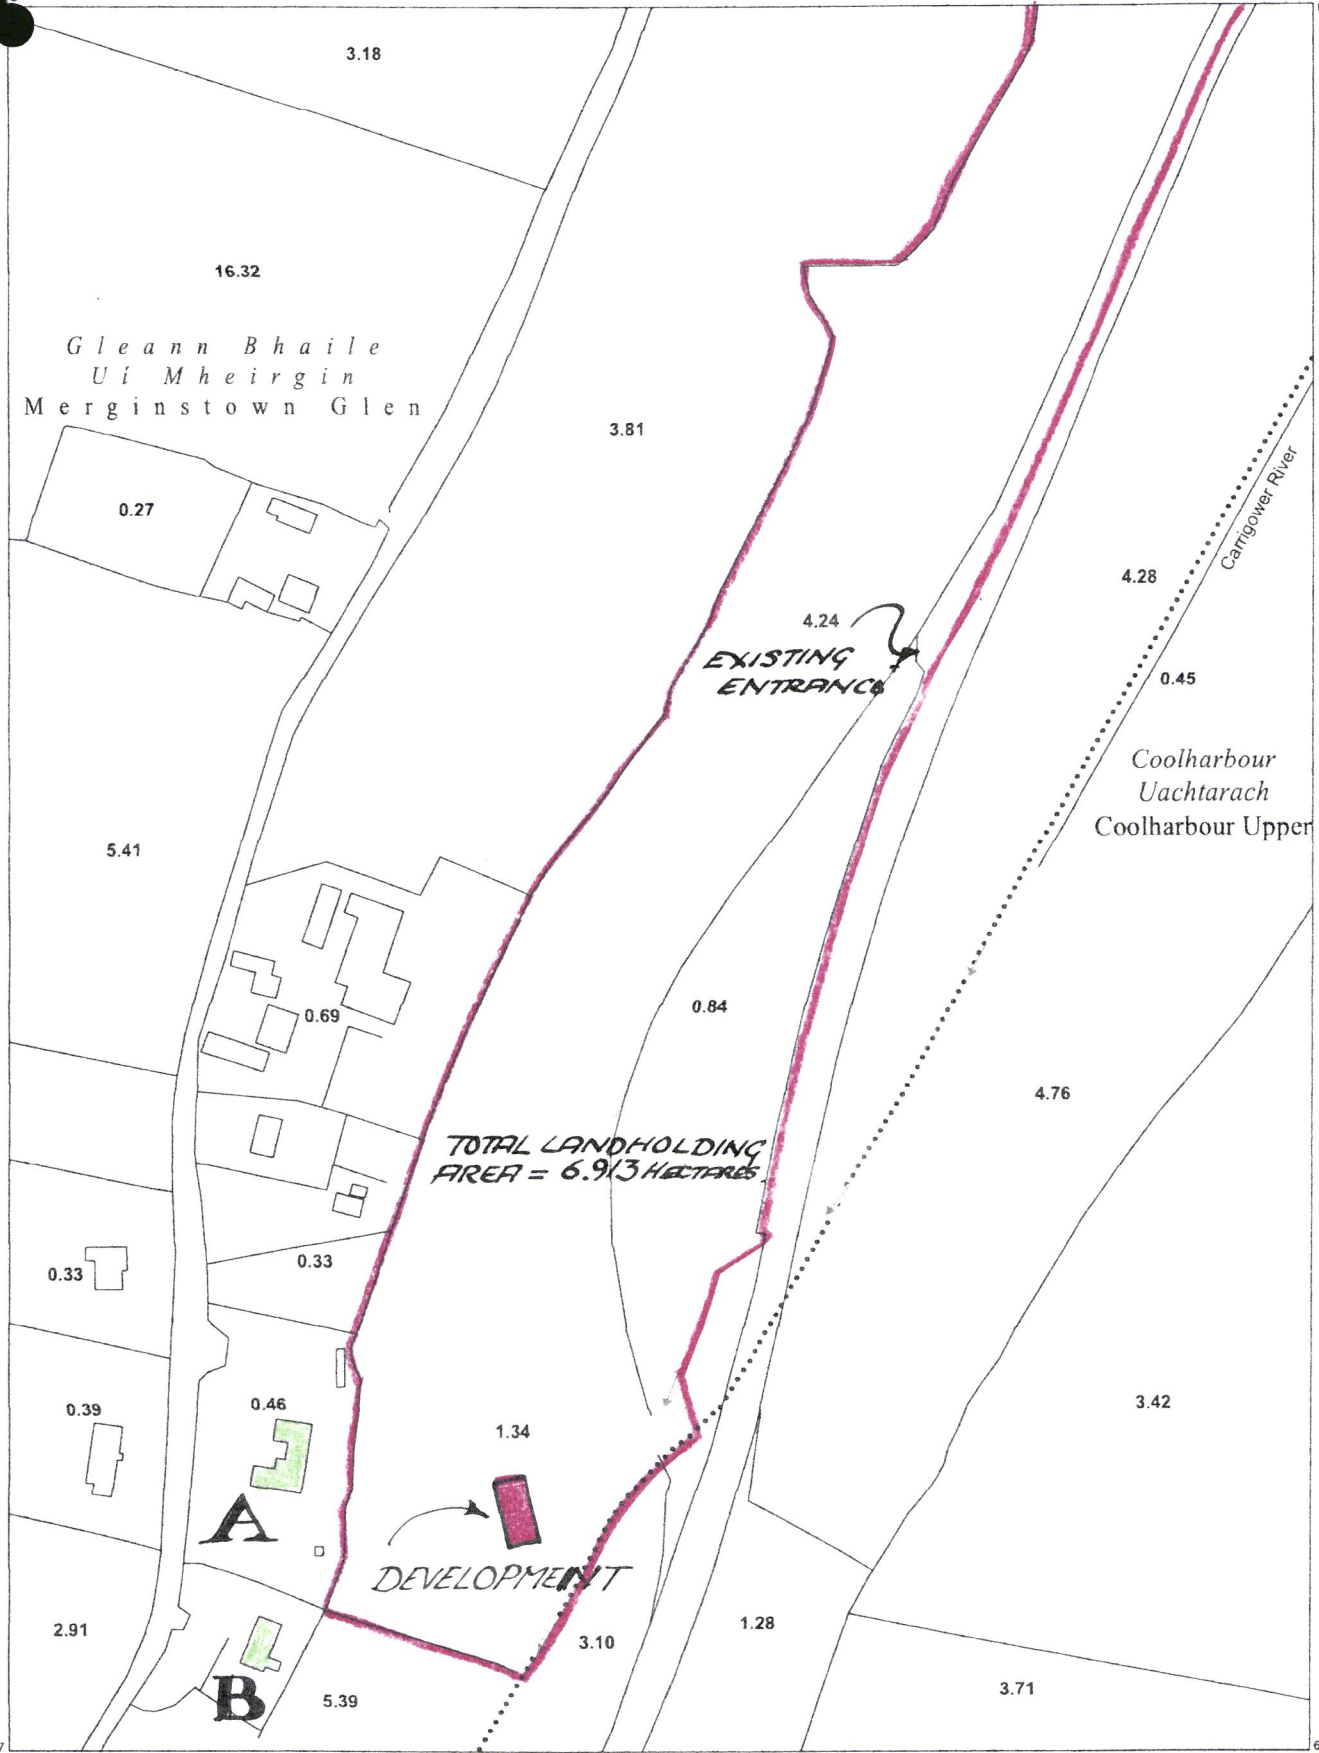 3.18
16.32
Gleann Bhaile
Uí Mheirgin
Merginstown Glen
3.81
0.27
Carrigower River
4.28
4.24
EXISTING
ENTRANCE
0.45
Coolharbour
Uachtarach
Coolharbour Upper
5.41
0.84
0.69
4.76
TOTAL LANDHOLDING
AREA = 6.913 HECTARES
0.33
0.33
0.39
0.46
3.42
1.34
A
DEVELOPMENT
2.91
3.10
1.28
B
5.39
3.71
7
6